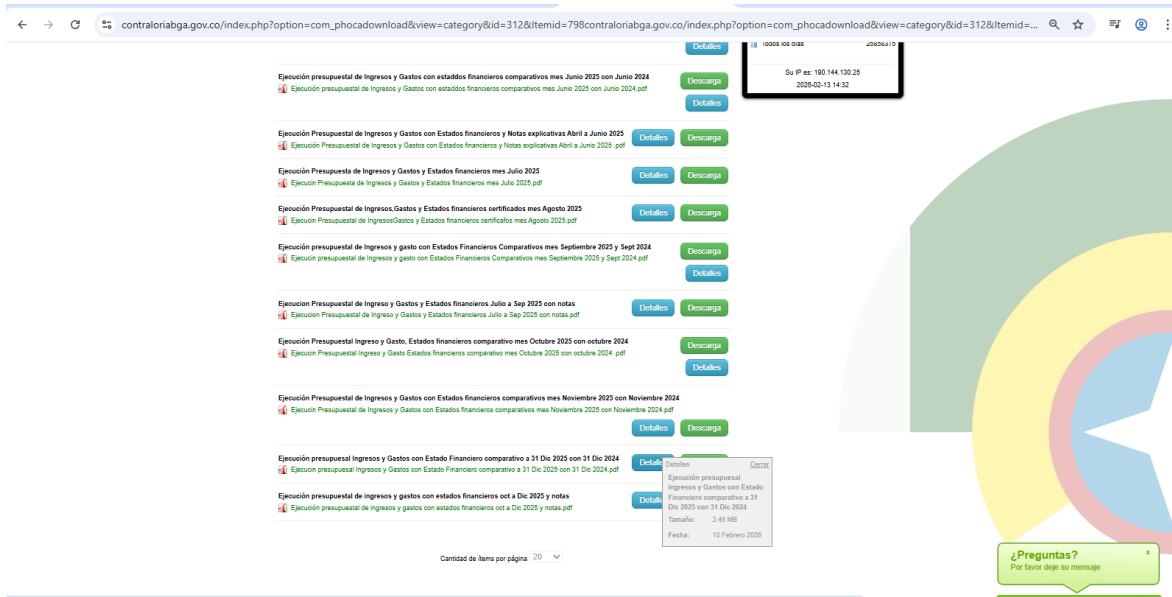 contraloriabga.gov.co/index.php?option=com_phocadownload&view=category&id=312&Itemid=798contraloriabga.gov.co/index.php?option=com_phocadownload&view=category&id=312&Itemid=...
Detalles
Todos los días 26858376
Su IP es: 190.144.130.25
2026-02-13 14:32
Ejecución presupuestal de Ingresos y Gastos con estaddos financieros comparativos mes Junio 2025 con Junio 2024
Ejecución presupuestal de Ingresos y Gastos con estaddos financieros comparativos mes Junio 2025 con Junio 2024.pdf
Descarga
Detalles
Ejecución Presupuestal de Ingresos y Gastos con Estados financieros y Notas explicativas Abril a Junio 2025
Ejecución Presupuestal de Ingresos y Gastos con Estados financieros y Notas explicativas Abril a Junio 2025 .pdf
Detalles Descarga
Ejecución Presupuesta de Ingresos y Gastos y Estados financieros mes Julio 2025
Ejecucin Presupuesta de Ingresos y Gastos y Estados financieros mes Julio 2025.pdf
Detalles Descarga
Ejecución Presupuestal de Ingresos,Gastos y Estados financieros certificados mes Agosto 2025
Ejecucin Presupuestal de IngresosGastos y Estados financieros certificafos mes Agosto 2025.pdf
Detalles Descarga
Ejecución presupuestal de Ingresos y gasto con Estados Financieros Comparativos mes Septiembre 2025 y Sept 2024
Ejecucin presupuestal de Ingresos y gasto con Estados Financieros Comparativos mes Septiembre 2025 y Sept 2024.pdf
Descarga
Detalles
Ejecucion Presupuestal de Ingreso y Gastos y Estados financieros Julio a Sep 2025 con notas
Ejecucion Presupuestal de Ingreso y Gastos y Estados financieros Julio a Sep 2025 con notas.pdf
Detalles Descarga
Ejecución Presupuestal Ingreso y Gasto, Estados financieros comparativo mes Octubre 2025 con octubre 2024
Ejecucin Presupuestal Ingreso y Gasto Estados financieros comparativo mes Octubre 2025 con octubre 2024 .pdf
Descarga
Detalles
Ejecución Presupuestal de Ingresos y Gastos con Estados financieros comparativos mes Noviembre 2025 con Noviembre 2024
Ejecucin Presupuestal de Ingresos y Gastos con Estados financieros comparativos mes Noviembre 2025 con Noviembre 2024.pdf
Detalles Descarga
Ejecución presupuesal Ingresos y Gastos con Estado Financiero comparativo a 31 Dic 2025 con 31 Dic 2024
Ejecucin presupuesal Ingresos y Gastos con Estado Financiero comparativo a 31 Dic 2025 con 31 Dic 2024.pdf
Detalle
Detalles Cerrar
Ejecución presupuesal
Ingresos y Gastos con Estado
Financiero comparativo a 31
Dic 2025 con 31 Dic 2024
Tamaño: 2.45 MB
Fecha: 10 Febrero 2026
Ejecución presupuestal de ingresos y gastos con estados financieros oct a Dic 2025 y notas
Ejecución presupuestal de ingresos y gastos con estados financieros oct a Dic 2025 y notas.pdf
Detalle
Cantidad de ítems por página 20
¿Preguntas? x
Por favor deje su mensaje